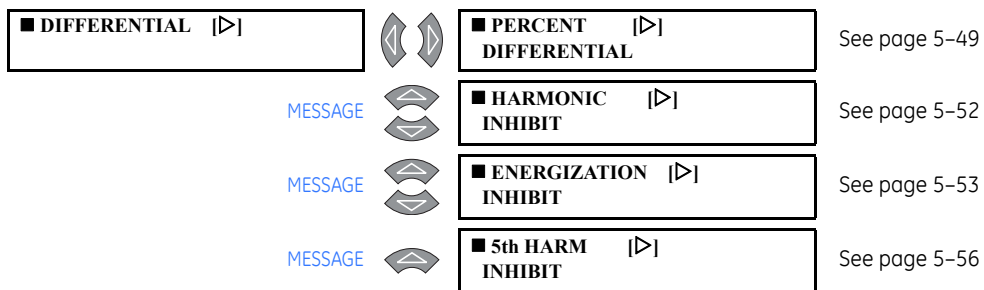 ■ DIFFERENTIAL [▷]
■ PERCENT [▷]
DIFFERENTIAL
See page 5–49
MESSAGE
■ HARMONIC [▷]
INHIBIT
See page 5–52
MESSAGE
■ ENERGIZATION [▷]
INHIBIT
See page 5–53
MESSAGE
■ 5th HARM [▷]
INHIBIT
See page 5–56